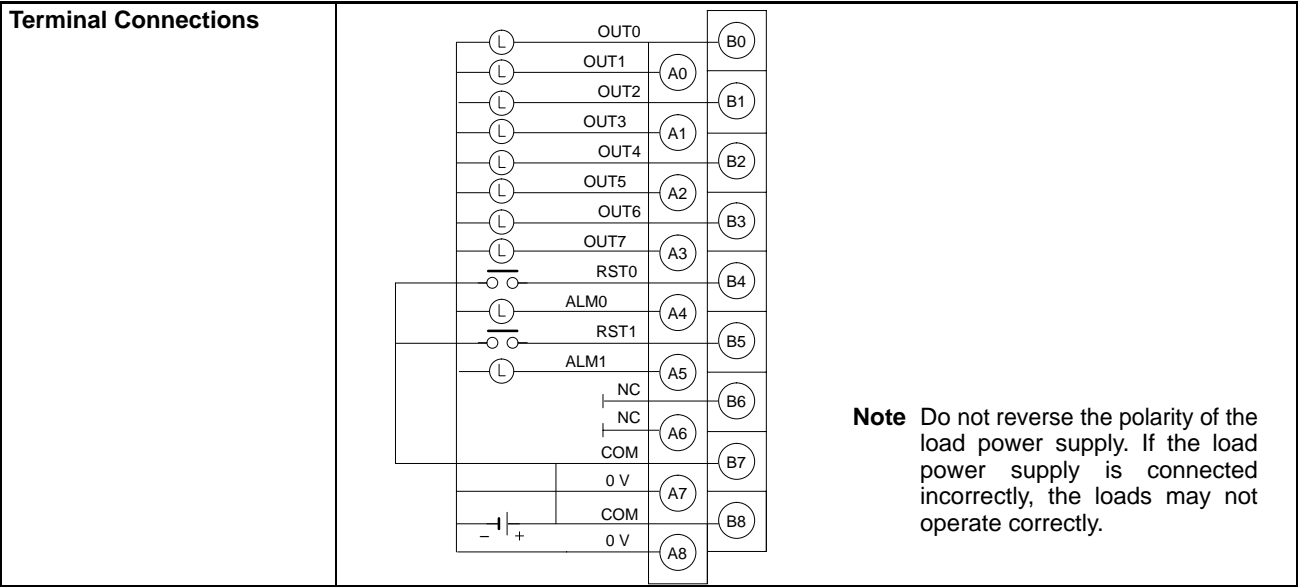 Terminal Connections
OUT0
L
B0
OUT1
L
A0
OUT2
L
B1
OUT3
L
A1
OUT4
L
B2
OUT5
L
A2
OUT6
L
B3
OUT7
L
A3
RST0
B4
ALM0
L
A4
RST1
B5
ALM1
L
A5
NC
B6
NC
A6
COM
B7
0 V
A7
COM
B8
– +
0 V
A8
Note Do not reverse the polarity of the
load power supply. If the load
power supply is connected
incorrectly, the loads may not
operate correctly.